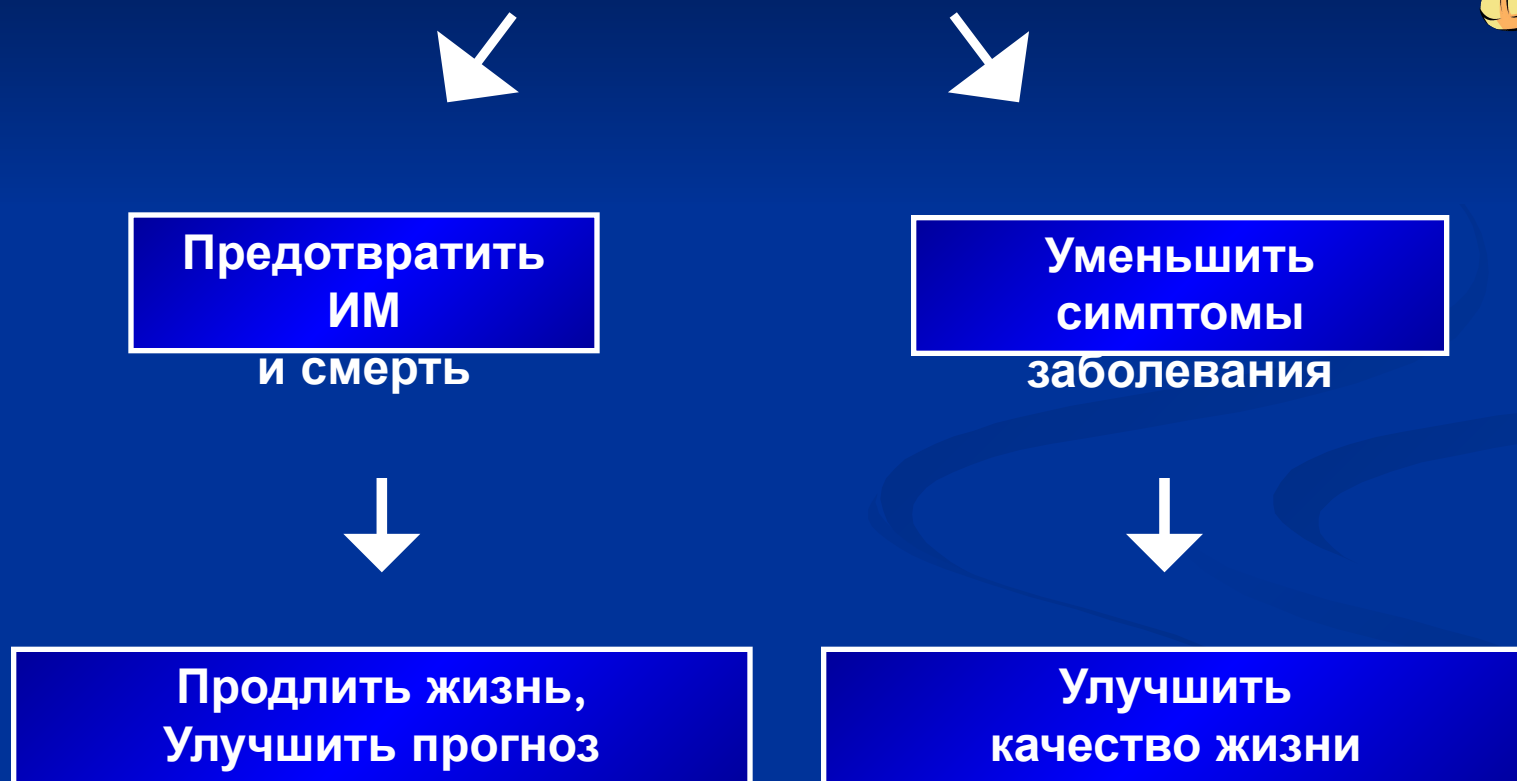 Предотвратить
ИМ
и смерть
Уменьшить
симптомы
заболевания
Продлить жизнь,
Улучшить прогноз
Улучшить
качество жизни